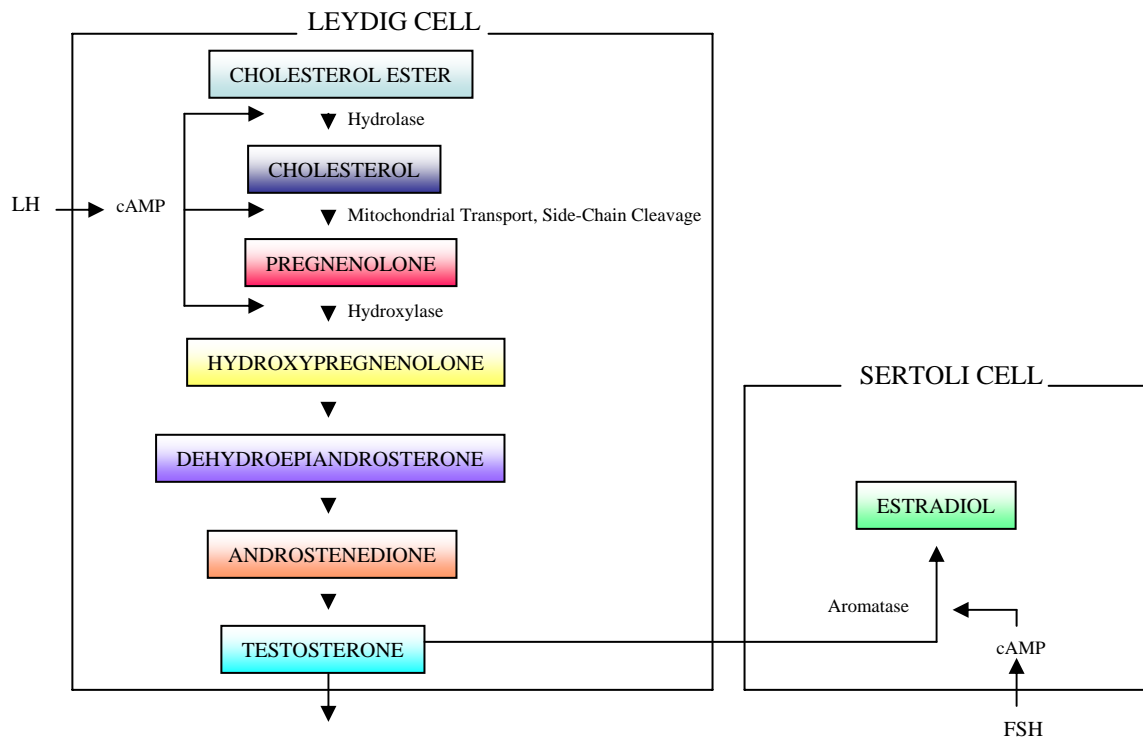 LEYDIG CELL
CHOLESTEROL ESTER
Hydrolase
CHOLESTEROL
LH
cAMP
Mitochondrial Transport, Side-Chain Cleavage
PREGNENOLONE
Hydroxylase
HYDROXYPREGNENOLONE
SERTOLI CELL
DEHYDROEPIANDROSTERONE
ESTRADIOL
ANDROSTENEDIONE
Aromatase
TESTOSTERONE
cAMP
FSH